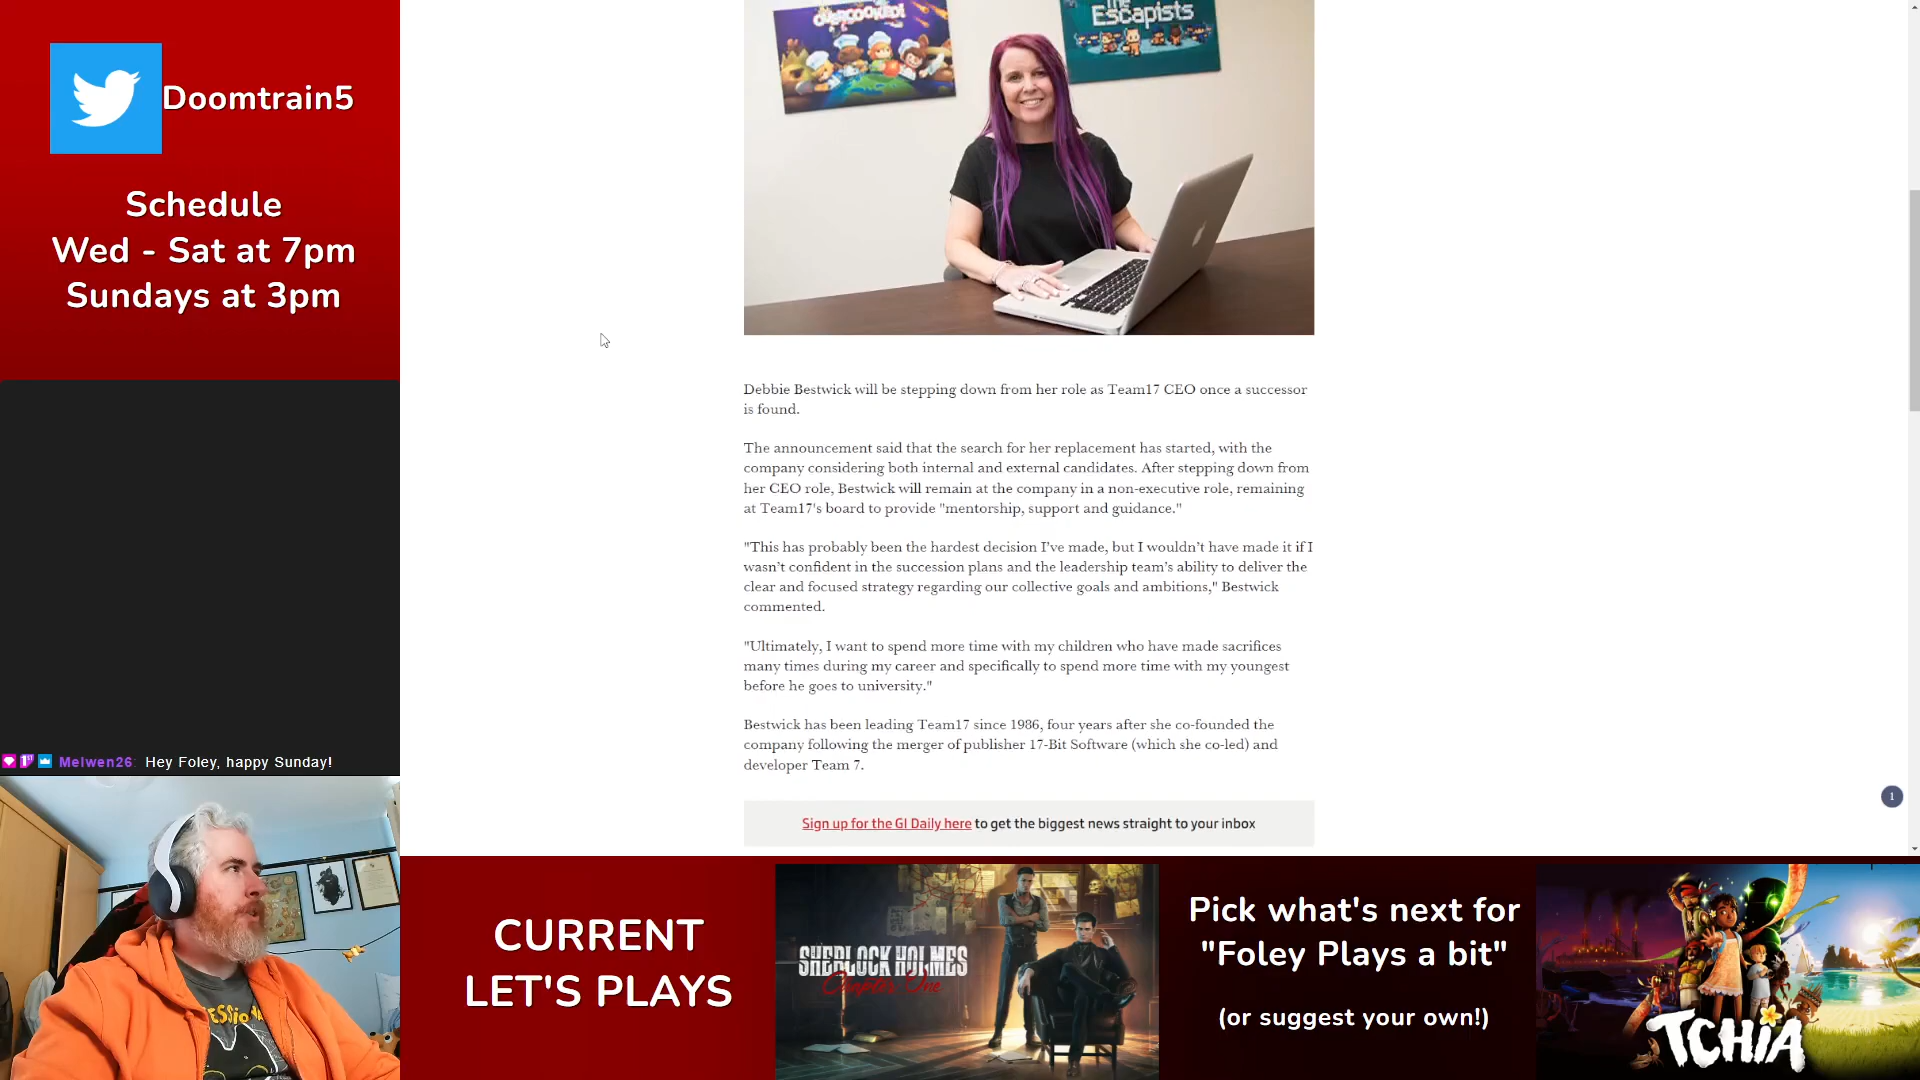 Doomtrain5
Schedule
Wed - Sat at 7pm
Sundays at 3pm
Melwen26: Hey Foley, happy Sunday!
OVERCOOKED!
The
Escapists
Debbie Bestwick will be stepping down from her role as Team17 CEO once a successor
is found.
The announcement said that the search for her replacement has started, with the
company considering both internal and external candidates. After stepping down from
her CEO role, Bestwick will remain at the company in a non-executive role, remaining
at Team17's board to provide "mentorship, support and guidance."
"This has probably been the hardest decision I've made, but I wouldn’t have made it if I
wasn’t confident in the succession plans and the leadership team’s ability to deliver the
clear and focused strategy regarding our collective goals and ambitions," Bestwick
commented.
"Ultimately, I want to spend more time with my children who have made sacrifices
many times during my career and specifically to spend more time with my youngest
before he goes to university."
Bestwick has been leading Team17 since 1986, four years after she co-founded the
company following the merger of publisher 17-Bit Software (which she co-led) and
developer Team 7.
1
Sign up for the GI Daily here to get the biggest news straight to your inbox
CURRENT
LET'S PLAYS
SHERLOCK HOLMES
Chapter One
Pick what's next for
"Foley Plays a bit"
(or suggest your own!)
TCHIA